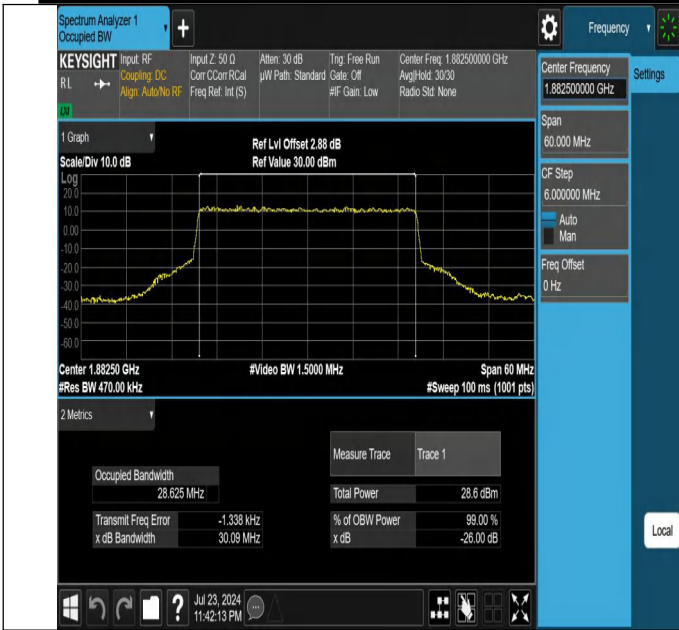 Spectrum Analyzer 1
Occupied BW
+
Frequency
KEYSIGHT
RL
Input: RF
Coupling: DC
Align: Auto/No RF
Input Z: 50 Ω
Corr CCorr RCal
Freq Ref: Int (S)
Atten: 30 dB
µW Path: Standard
Trig: Free Run
Gate: Off
#IF Gain: Low
Center Freq: 1.882500000 GHz
Avg|Hold: 30/30
Radio Std: None
Center Frequency
1.882500000 GHz
Settings
Span
60.000 MHz
CF Step
6.000000 MHz
Auto
Man
Freq Offset
0 Hz
1 Graph
Scale/Div 10.0 dB
Ref Lvl Offset 2.88 dB
Ref Value 30.00 dBm
Log
20.0
10.0
0.00
-10.0
-20.0
-30.0
-40.0
-50.0
-60.0
Center 1.88250 GHz
#Video BW 1.5000 MHz
Span 60 MHz
#Res BW 470.00 kHz
#Sweep 100 ms (1001 pts)
2 Metrics
Measure Trace Trace 1
Occupied Bandwidth
28.625 MHz
Total Power 28.6 dBm
Transmit Freq Error -1.338 kHz
% of OBW Power 99.00 %
x dB Bandwidth 30.09 MHz
x dB -26.00 dB
Local
?
Jul 23, 2024
11:42:13 PM